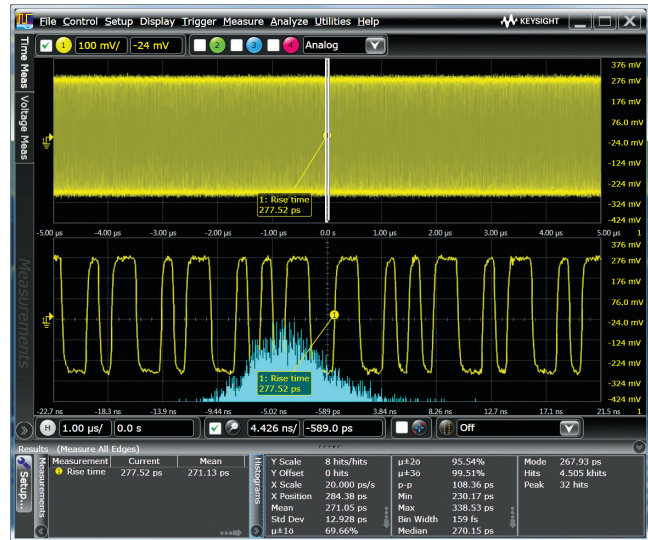 File Control Setup Display Trigger Measure Analyze Utilities Help KEYSIGHT
1 100 mV/ -24 mV 2 3 4 Analog
Time Meas
Voltage Meas
Measurements
376 mV
276 mV
176 mV
76.0 mV
-24.0 mV
-124 mV
-224 mV
-324 mV
-424 mV
1
1: Rise time
277.52 ps
-5.00 µs -4.00 µs -3.00 µs -2.00 µs -1.00 µs 0.0 s 1.00 µs 2.00 µs 3.00 µs 4.00 µs 5.00 µs 1
376 mV
276 mV
176 mV
76.0 mV
-24.0 mV
-124 mV
-224 mV
-324 mV
-424 mV
1
1: Rise time
277.52 ps
-22.7 ns -18.3 ns -13.9 ns -9.44 ns -5.02 ns -589 ps 3.84 ns 8.26 ns 12.7 ns 17.1 ns 21.5 ns 1
H 1.00 µs/ 0.0 s 4.426 ns/ -589.0 ps Off
Results (Measure All Edges)
Setup...
Measurements
Measurement Current Mean
1 Rise time 277.52 ps 271.13 ps
Histograms
Y Scale 8 hits/hits µ±2σ 95.54% Mode 267.93 ps
Y Offset 0 hits µ±3σ 99.51% Hits 4.505 khits
X Scale 20.000 ps/s p-p 108.36 ps Peak 32 hits
X Position 284.38 ps Min 230.17 ps
Mean 271.05 ps Max 338.53 ps
Std Dev 12.928 ps Bin Width 159 fs
µ±1σ 69.66% Median 270.15 ps